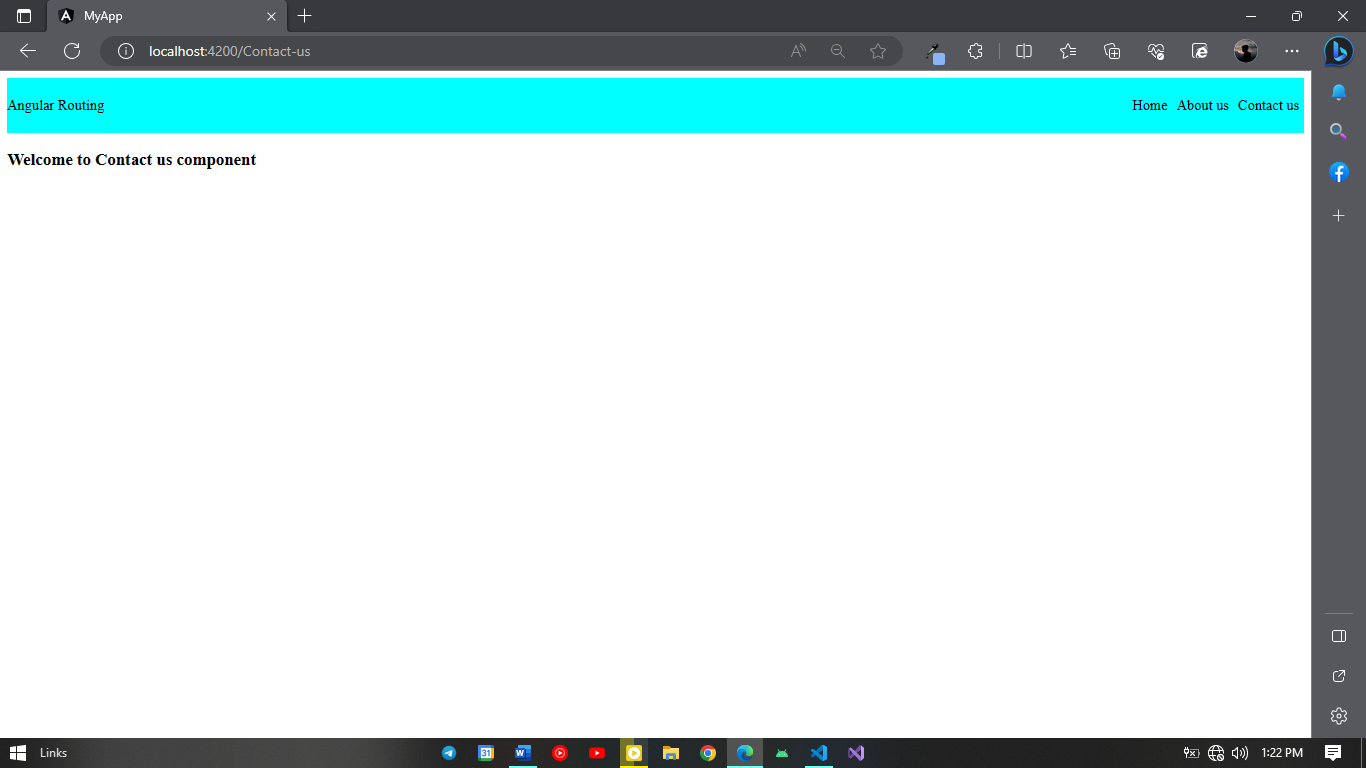 MyApp
localhost:4200/Contact-us
Angular Routing
Home About us Contact us
Welcome to Contact us component
Links
31
1:22 PM